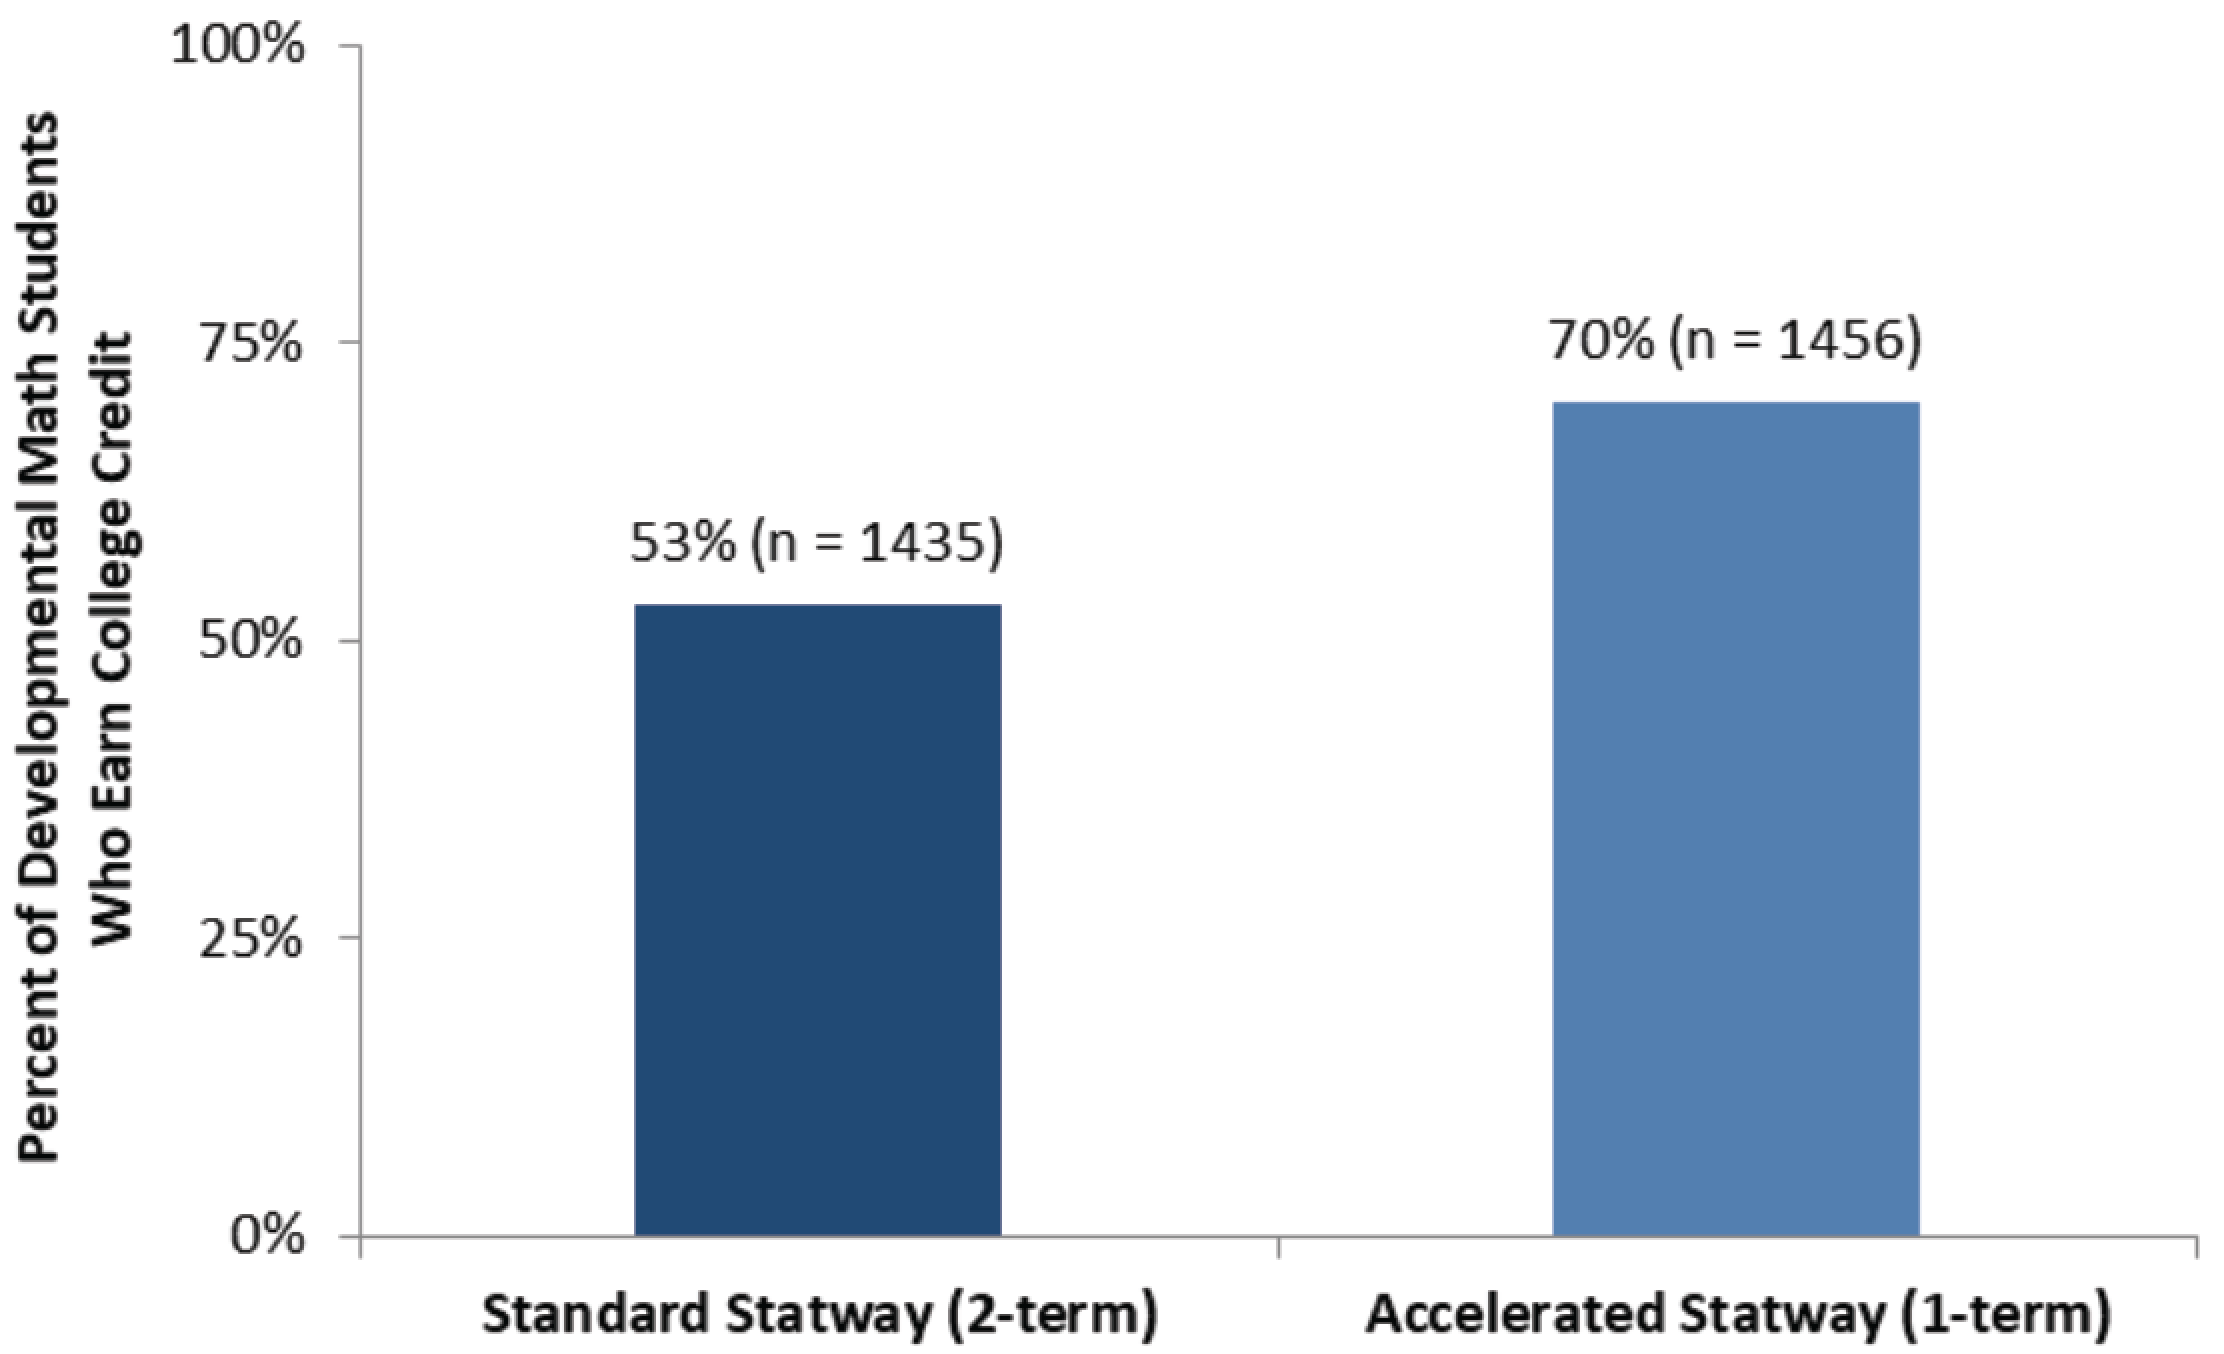 Percent of Developmental Math Students
Who Earn College Credit
100%
75%
50%
25%
0%
53% (n = 1435)
70% (n = 1456)
Standard Statway (2-term)
Accelerated Statway (1-term)